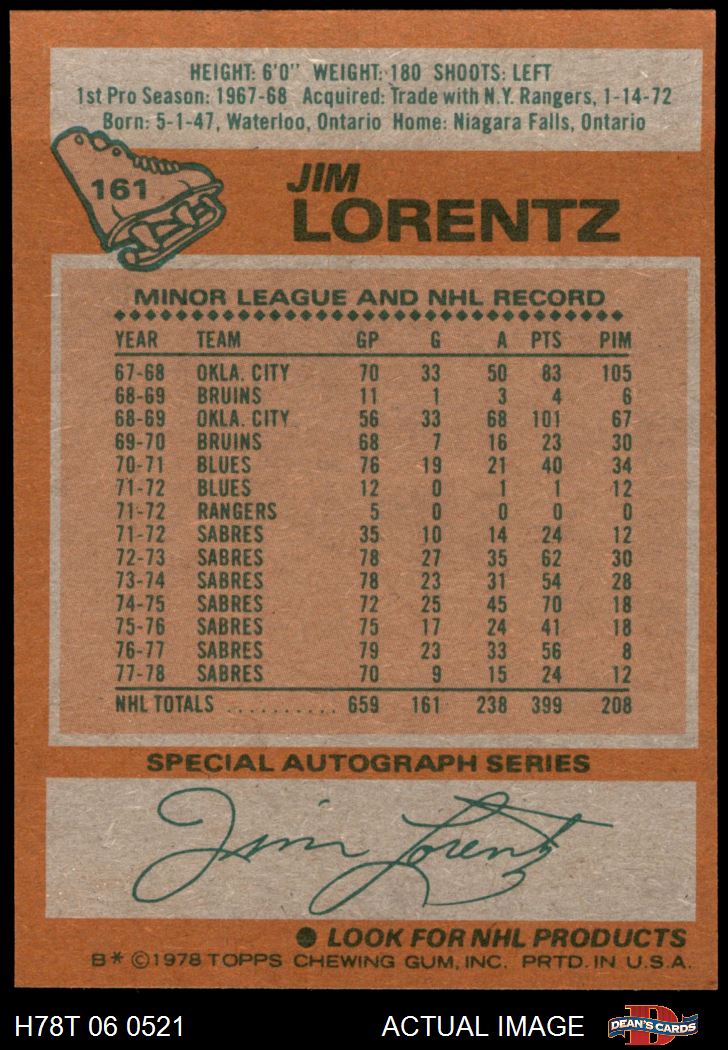 HEIGHT: 6'0" WEIGHT: 180 SHOOTS: LEFT
1st Pro Season: 1967-68 Acquired: Trade with N.Y. Rangers, 1-14-72
Born: 5-1-47, Waterloo, Ontario Home: Niagara Falls, Ontario
161
JIM
LORENTZ
MINOR LEAGUE AND NHL RECORD
YEAR TEAM GP G A PTS PIM
67-68 OKLA. CITY 70 33 50 83 105
68-69 BRUINS 11 1 3 4 6
68-69 OKLA. CITY 56 33 68 101 67
69-70 BRUINS 68 7 16 23 30
70-71 BLUES 76 19 21 40 34
71-72 BLUES 12 0 1 1 12
71-72 RANGERS 5 0 0 0 0
71-72 SABRES 35 10 14 24 12
72-73 SABRES 78 27 35 62 30
73-74 SABRES 78 23 31 54 28
74-75 SABRES 72 25 45 70 18
75-76 SABRES 75 17 24 41 18
76-77 SABRES 79 23 33 56 8
77-78 SABRES 70 9 15 24 12
NHL TOTALS .......... 659 161 238 399 208
SPECIAL AUTOGRAPH SERIES
Jim Lorentz
● LOOK FOR NHL PRODUCTS
B* ©1978 TOPPS CHEWING GUM, INC. PRTD. IN U.S.A.
H78T 06 0521 ACTUAL IMAGE DEAN'S CARDS